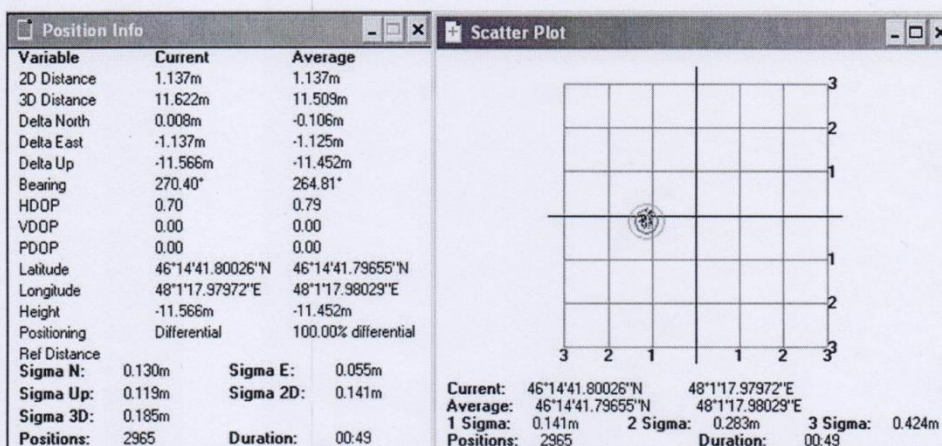 Position Info
Variable Current Average
2D Distance 1.137m 1.137m
3D Distance 11.622m 11.509m
Delta North 0.008m -0.106m
Delta East -1.137m -1.125m
Delta Up -11.566m -11.452m
Bearing 270.40° 264.81°
HDOP 0.70 0.79
VDOP 0.00 0.00
PDOP 0.00 0.00
Latitude 46°14'41.80026"N 46°14'41.79655"N
Longitude 48°1'17.97972"E 48°1'17.98029"E
Height -11.566m -11.452m
Positioning Differential 100.00% differential
Ref Distance
Sigma N: 0.130m Sigma E: 0.055m
Sigma Up: 0.119m Sigma 2D: 0.141m
Sigma 3D: 0.185m
Positions: 2965 Duration: 00:49
Scatter Plot
3
2
1
1
2
3
3 2 1 1 2 3
Current: 46°14'41.80026"N 48°1'17.97972"E
Average: 46°14'41.79655"N 48°1'17.98029"E
1 Sigma: 0.141m 2 Sigma: 0.283m 3 Sigma: 0.424m
Positions: 2965 Duration: 00:49